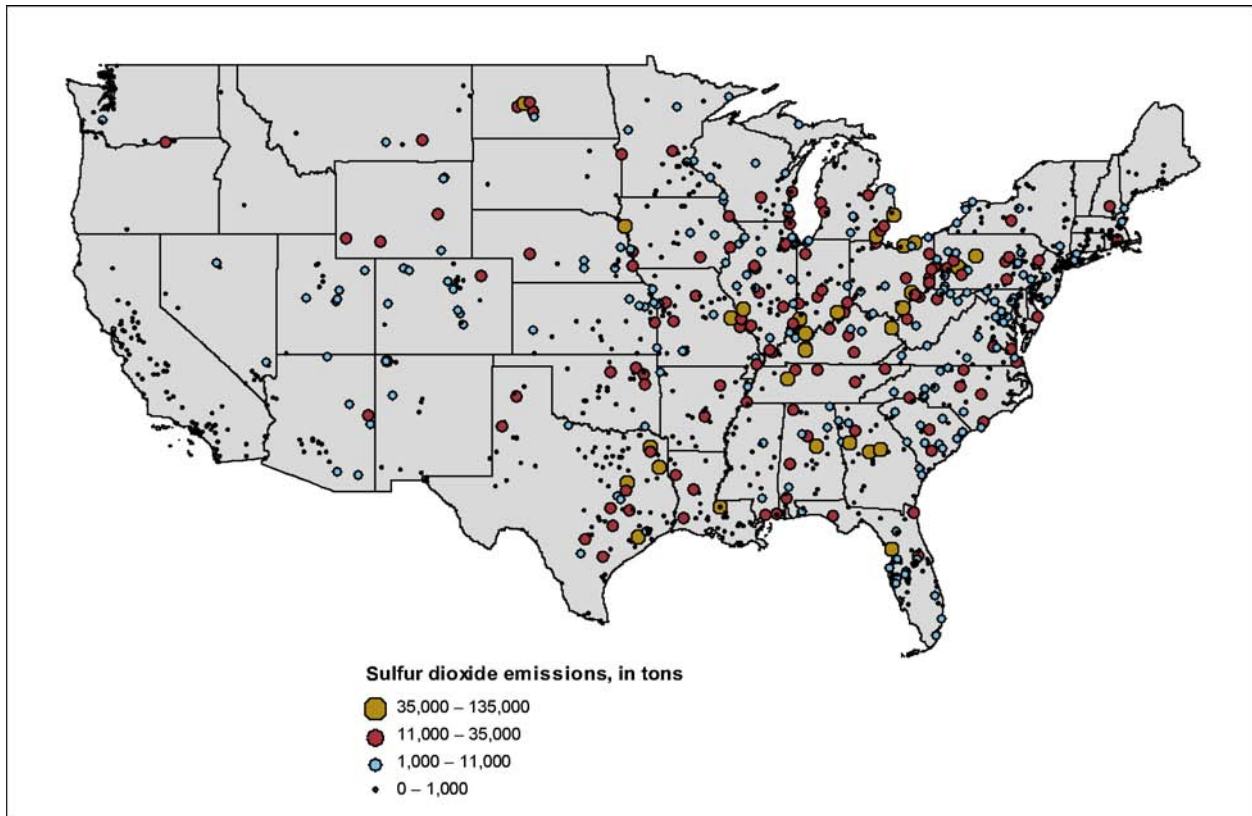 Sulfur dioxide emissions, in tons
35,000 – 135,000
11,000 – 35,000
1,000 – 11,000
0 – 1,000